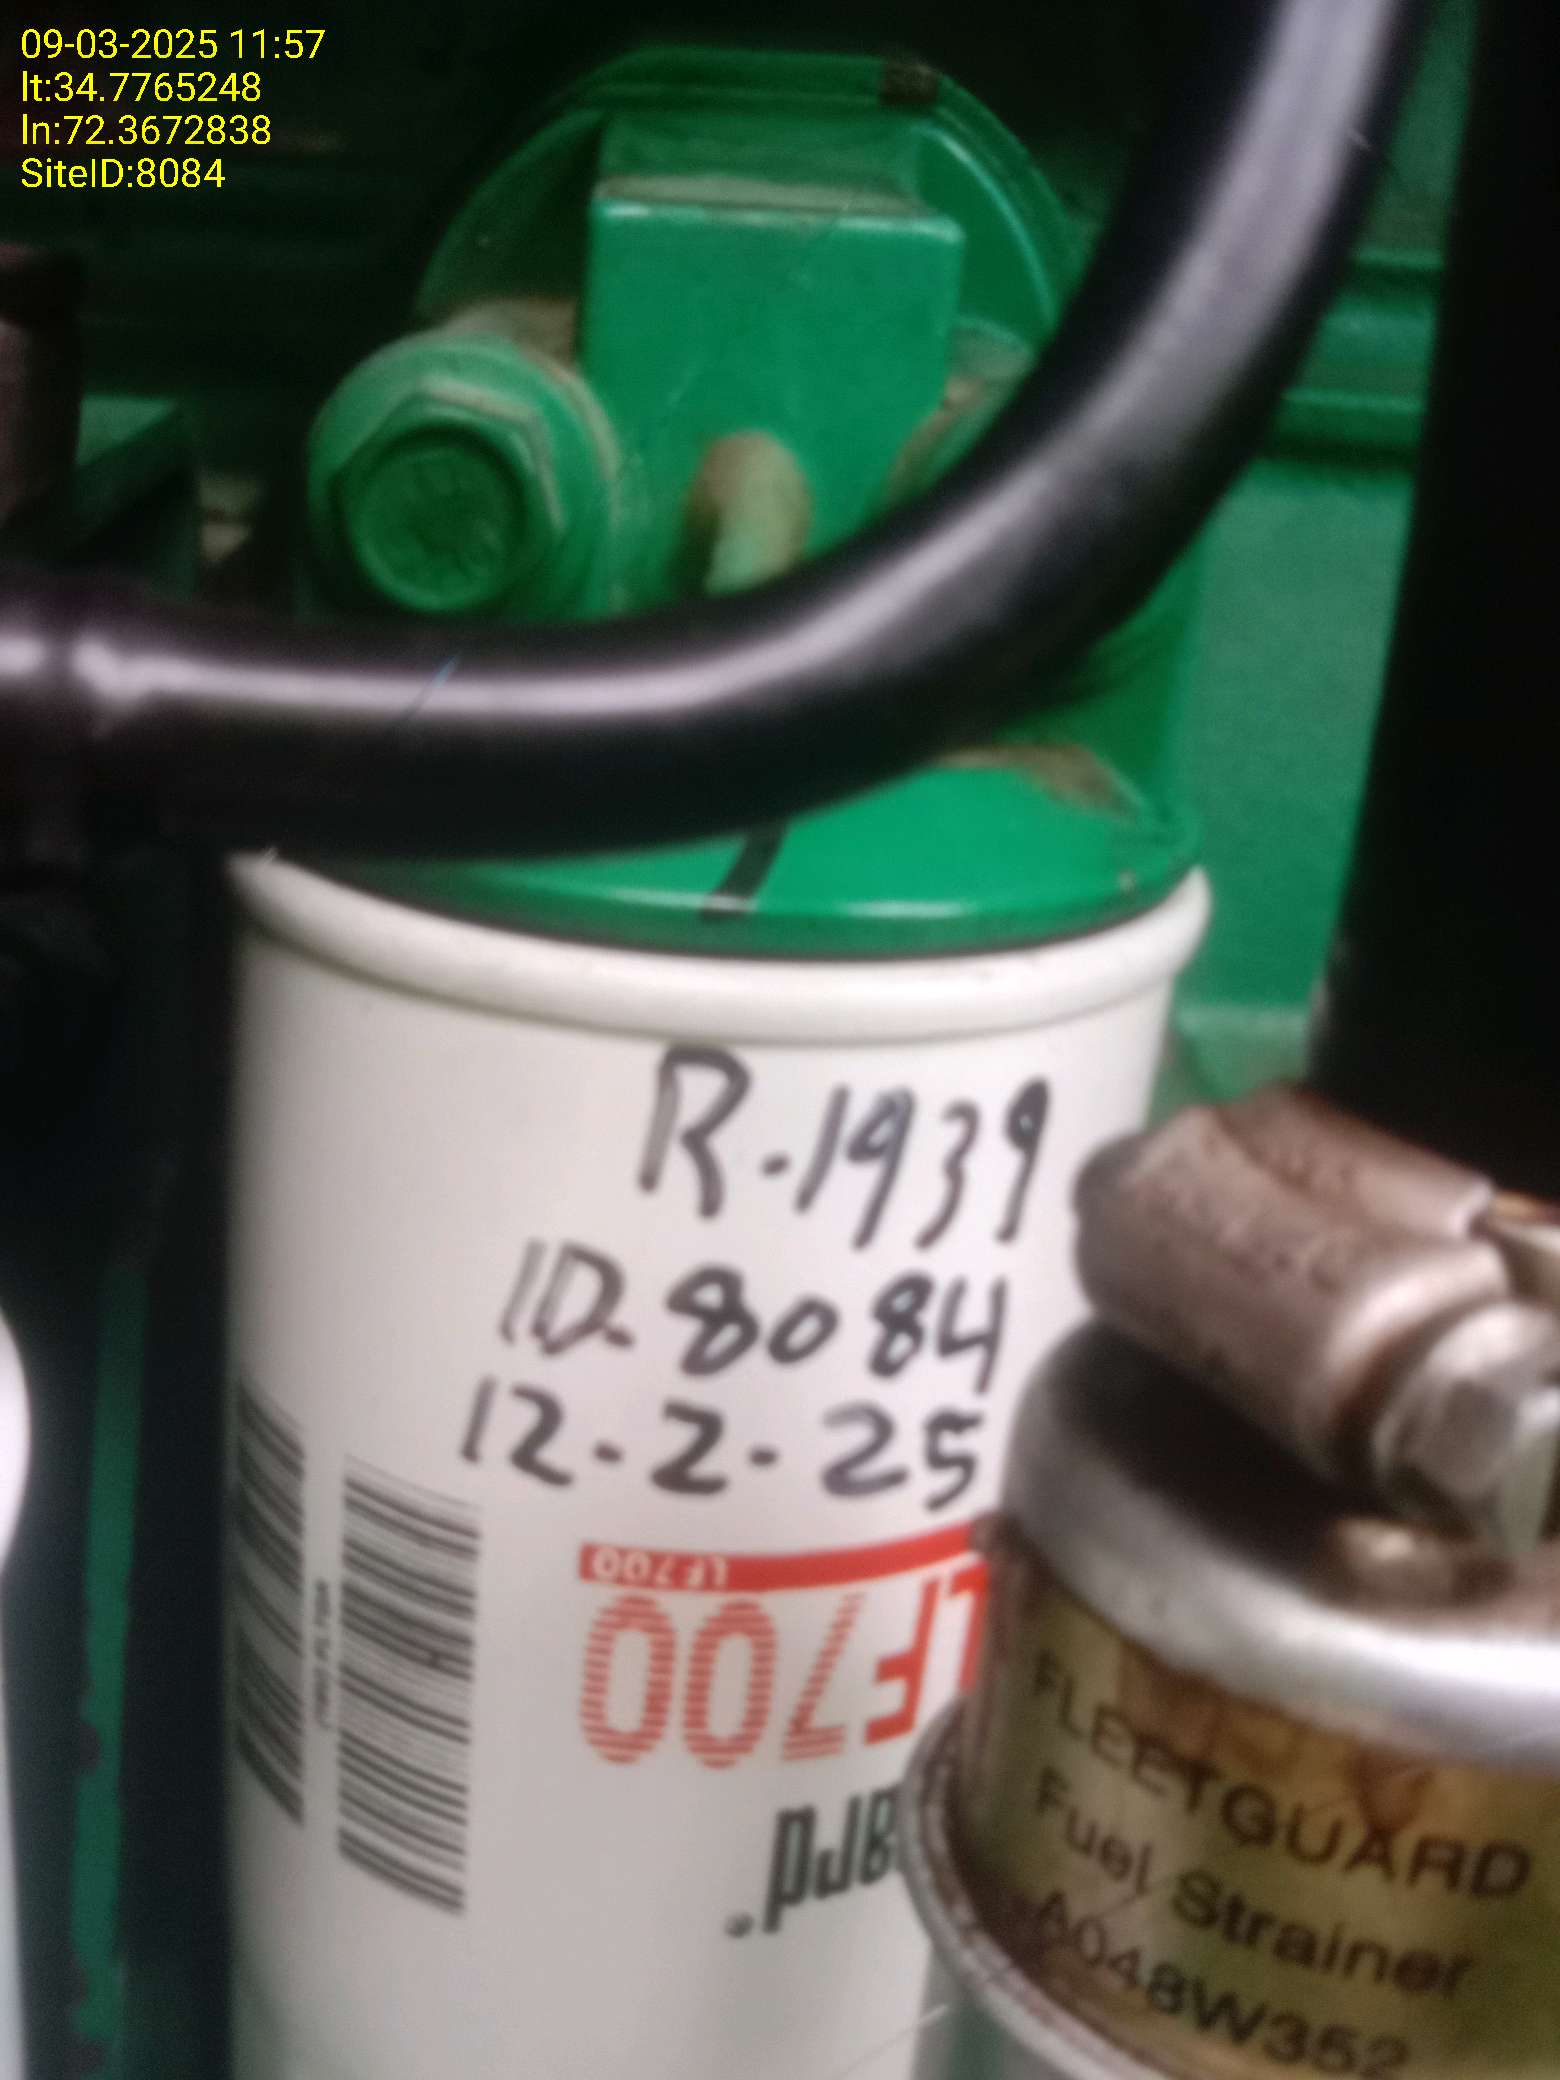 09-03-2025 11:57
lt:34.7765248
ln:72.3672838
SiteID:8084
R-1939
ID-8084
12-2-25
LF700
LF700
FLEETGUARD
Fuel Strainer
A048W352